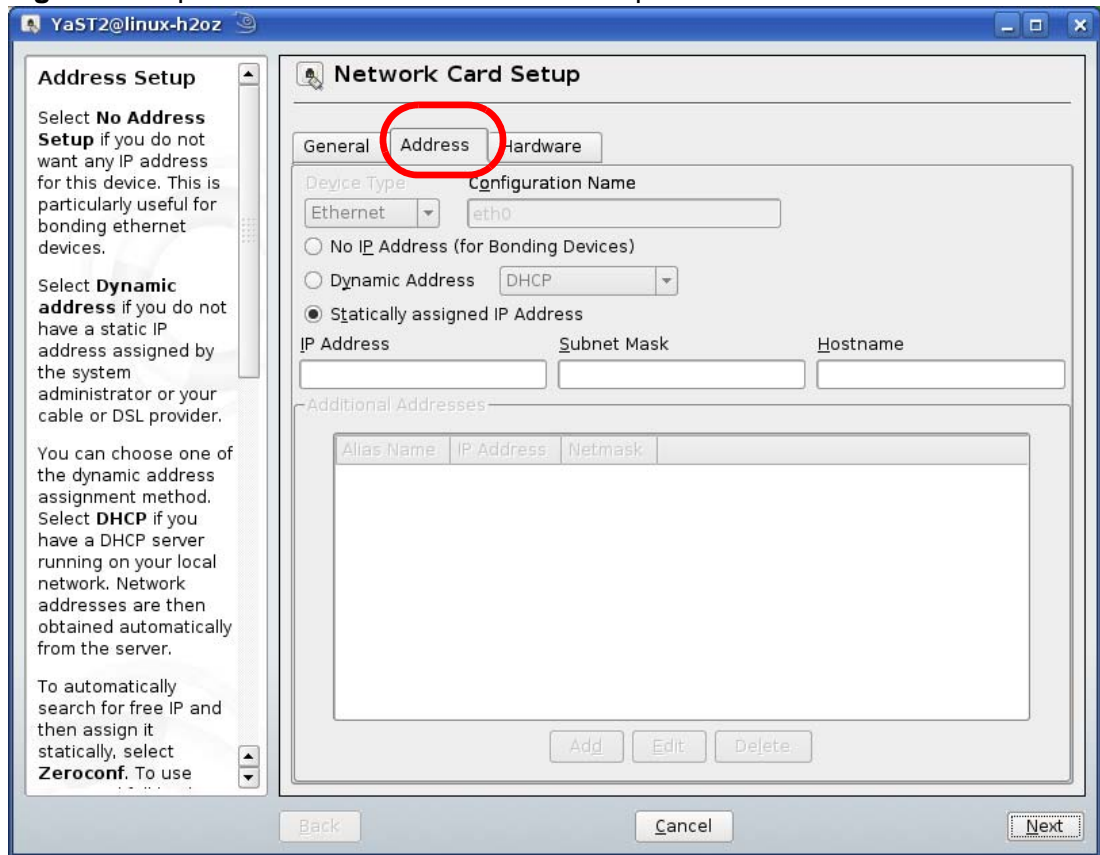 YaST2@linux-h2oz
Address Setup
Select No Address
Setup if you do not
want any IP address
for this device. This is
particularly useful for
bonding ethernet
devices.
Select Dynamic
address if you do not
have a static IP
address assigned by
the system
administrator or your
cable or DSL provider.
You can choose one of
the dynamic address
assignment method.
Select DHCP if you
have a DHCP server
running on your local
network. Network
addresses are then
obtained automatically
from the server.
To automatically
search for free IP and
then assign it
statically, select
Zeroconf. To use
Network Card Setup
General Address Hardware
Device Type Configuration Name
Ethernet eth0
No IP Address (for Bonding Devices)
Dynamic Address DHCP
Statically assigned IP Address
IP Address Subnet Mask Hostname
Additional Addresses
Alias Name IP Address Netmask
Add Edit Delete
Back Cancel Next